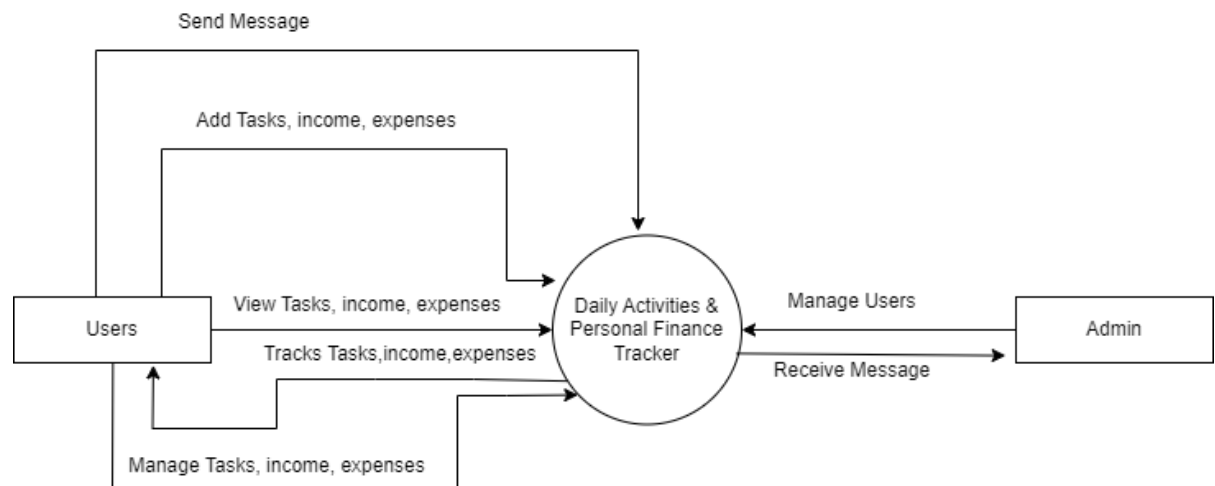 Send Message
Add Tasks, income, expenses
View Tasks, income, expenses
Users
Tracks Tasks,income,expenses
Manage Tasks, income, expenses
Daily Activities &
Personal Finance
Tracker
Manage Users
Receive Message
Admin